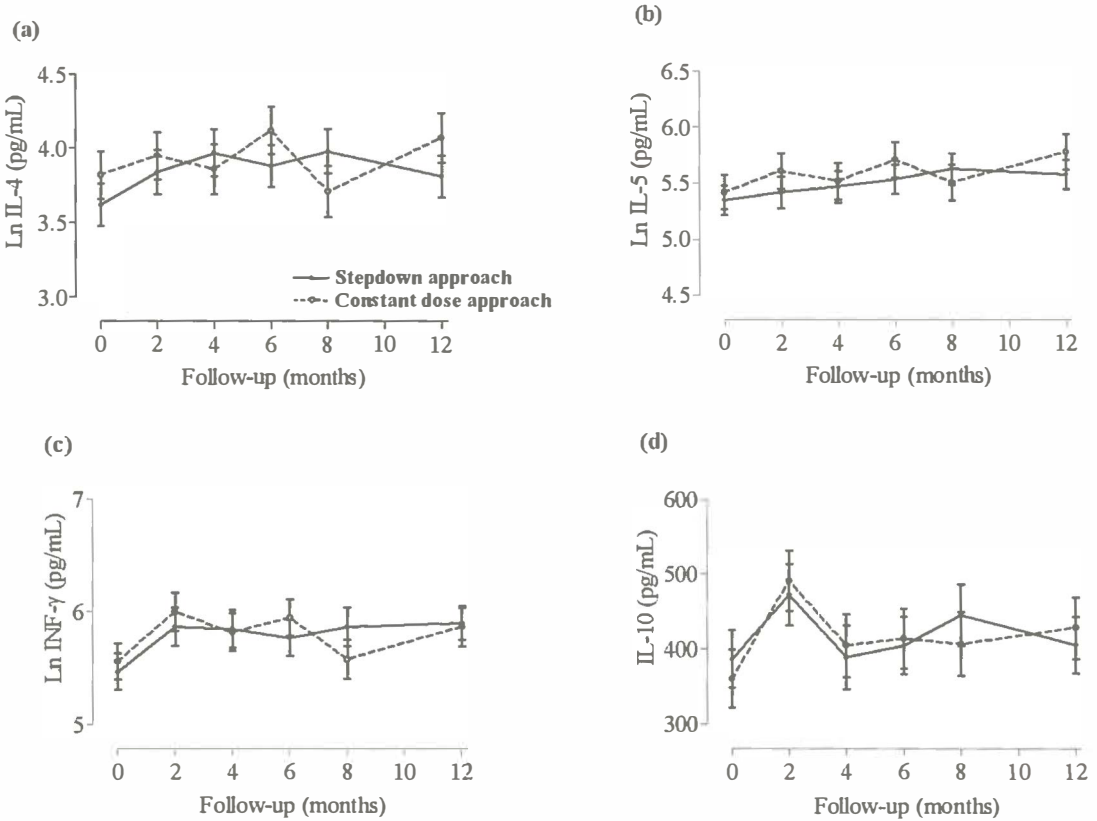 (a)
Ln IL-4 (pg/mL)
4.5
4.0
3.5
3.0
Stepdown approach
Constant dose approach
0 2 4 6 8 10 12
Follow-up (months)
(b)
Ln IL-5 (pg/mL)
6.5
6.0
5.5
5.0
4.5
0 2 4 6 8 10 12
Follow-up (months)
(c)
Ln INF-γ (pg/mL)
7
6
5
0 2 4 6 8 10 12
Follow-up (months)
(d)
IL-10 (pg/mL)
600
500
400
300
0 2 4 6 8 10 12
Follow-up (months)